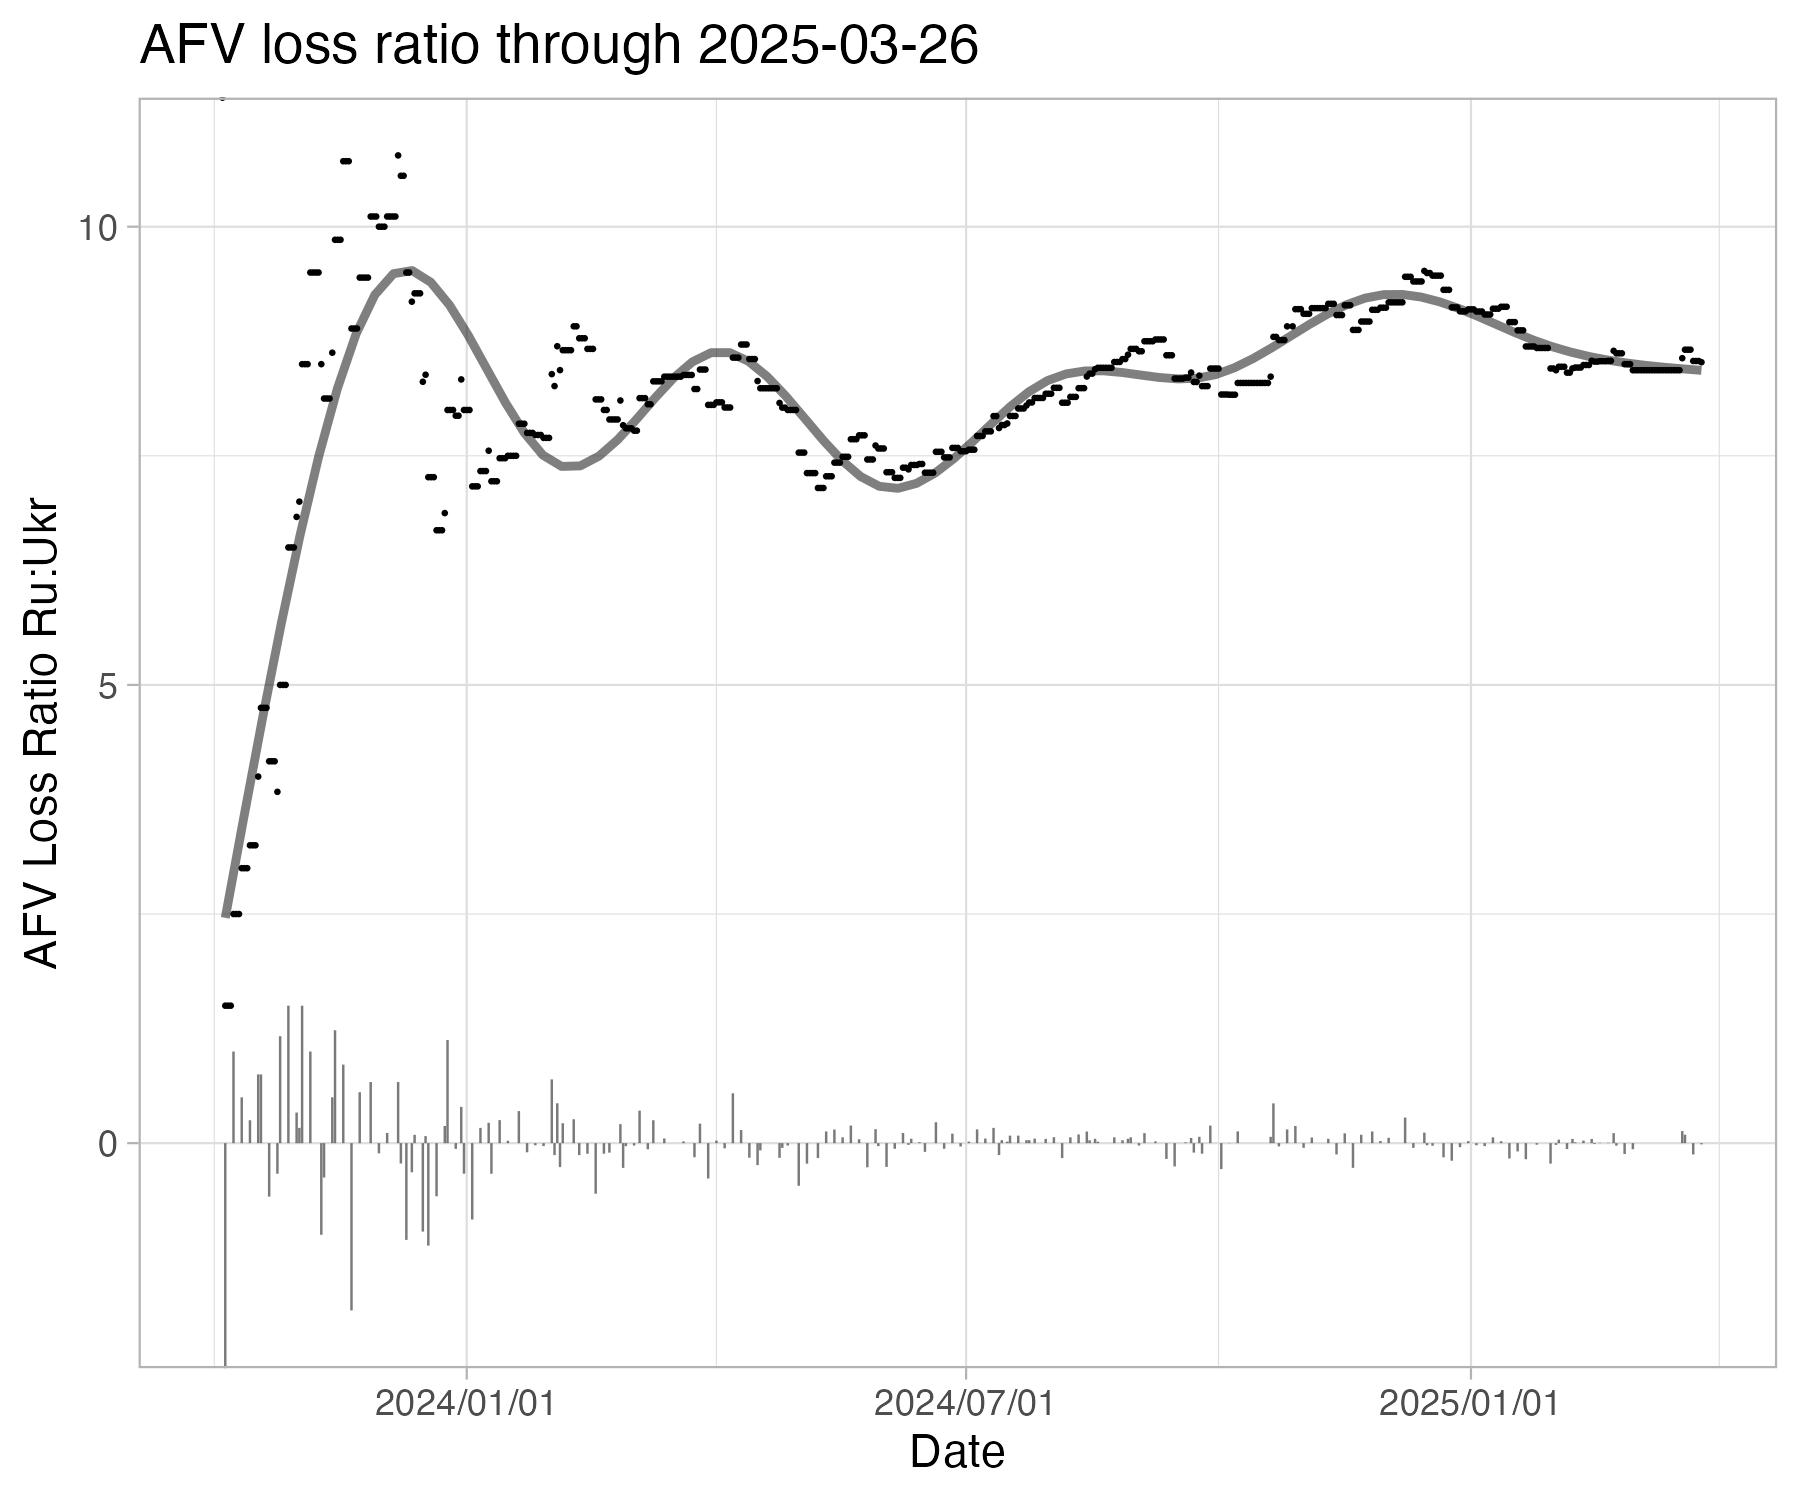 AFV loss ratio through 2025-03-26
AFV Loss Ratio Ru:Ukr
10
5
0
2024/01/01
2024/07/01
2025/01/01
Date